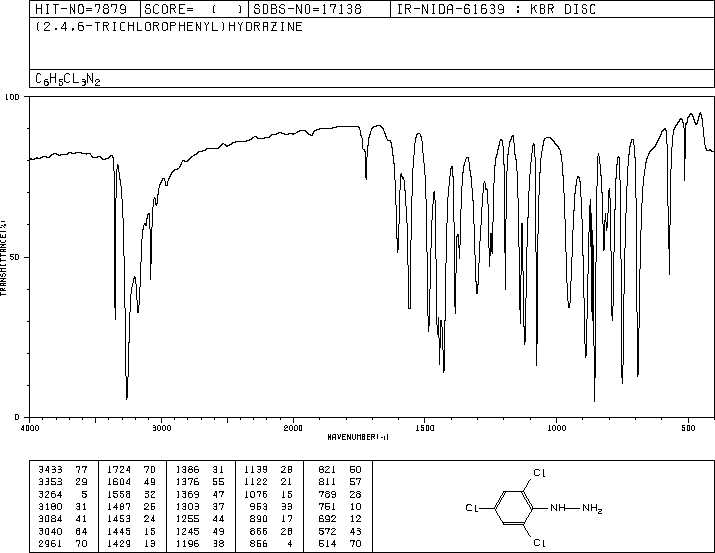 HIT-NO=7879 SCORE= ( ) SDBS-NO=17138 IR-NIDA-61639 : KBR DISC
(2,4,6-TRICHLOROPHENYL)HYDRAZINE
C6H5CL3N2
100
50
0
TRANSMITTANCE(%)
4000 3000 2000 1500 1000 500
WAVENUMBER(-1)
3433 77 1724 70 1386 31 1139 28 821 50
3353 29 1604 49 1376 55 1122 21 811 57
3264 5 1558 32 1369 47 1076 15 789 28
3180 31 1487 26 1303 37 953 33 751 10
3084 41 1453 24 1255 44 890 17 692 12
3040 64 1445 15 1245 49 866 28 572 43
2961 70 1429 13 1196 38 856 4 514 70
Cl
Cl NH NH2
Cl